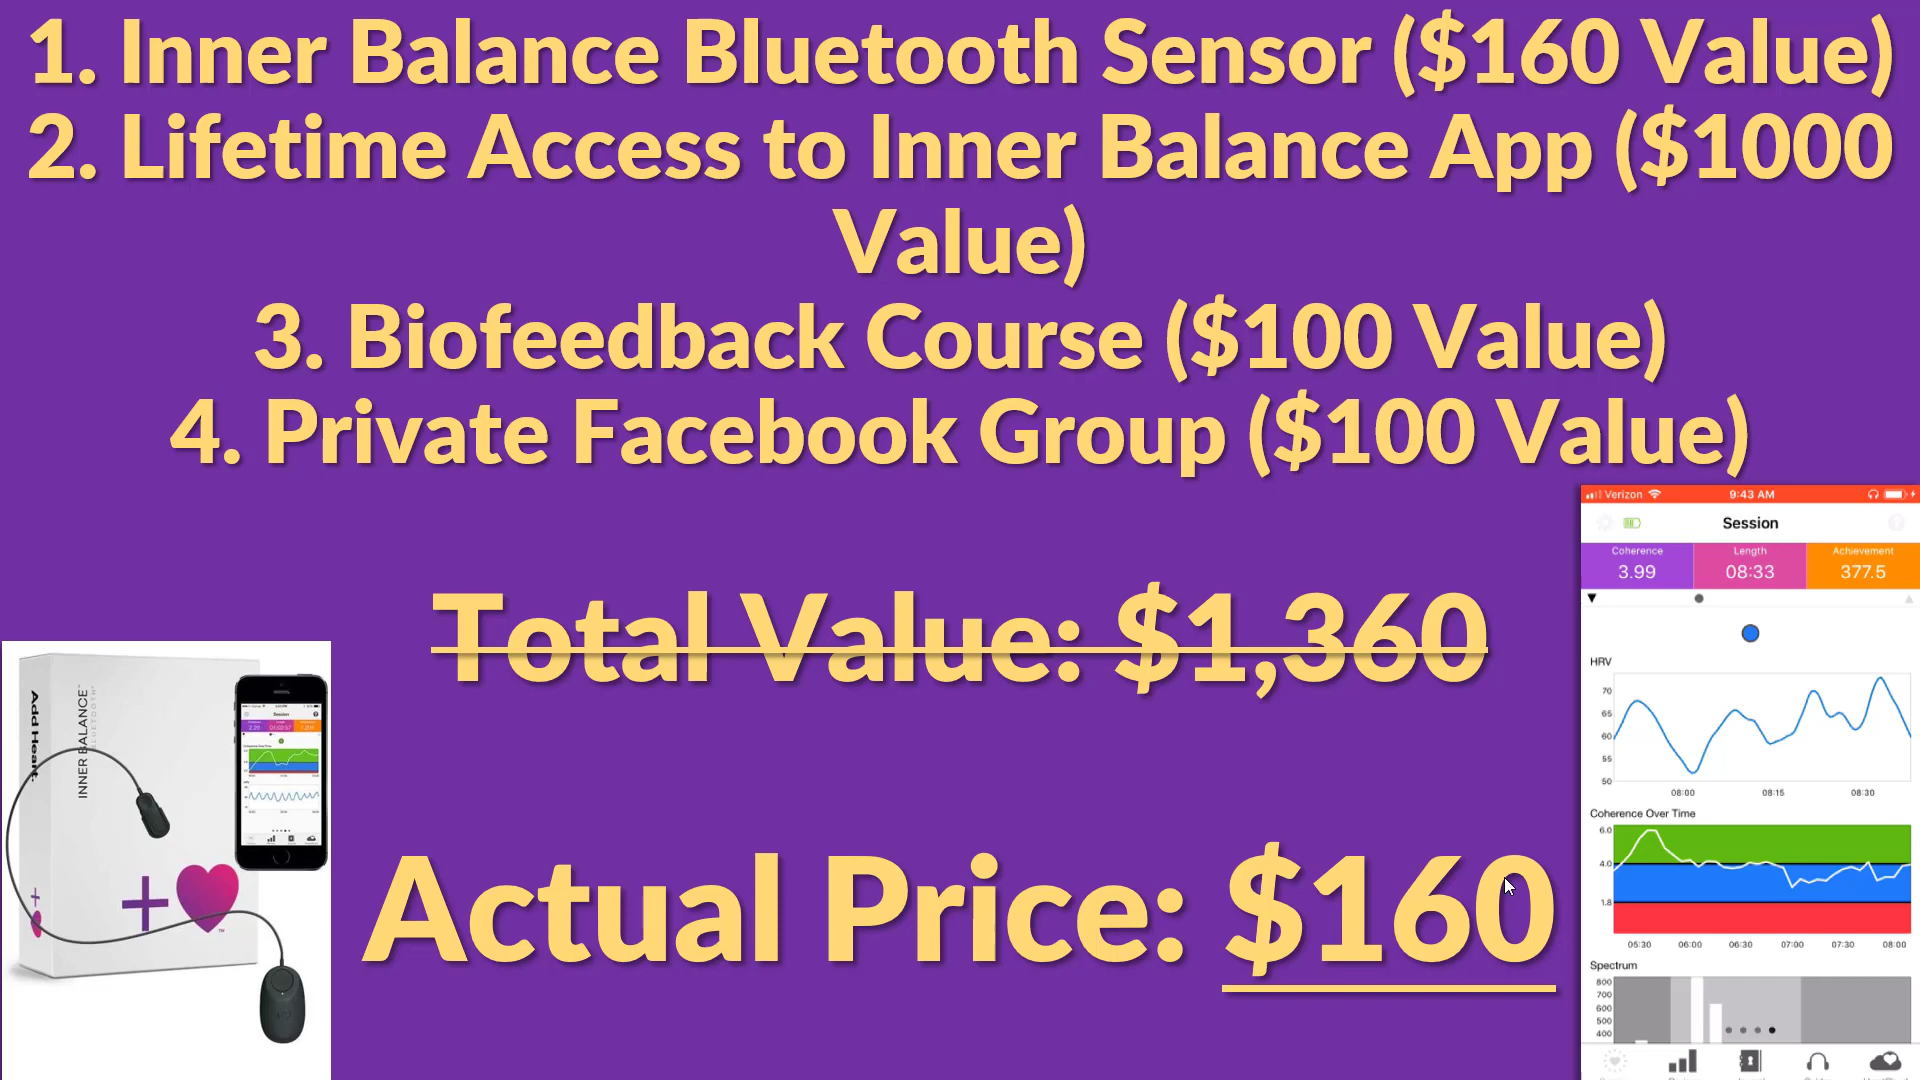 1. Inner Balance Bluetooth Sensor ($160 Value)
2. Lifetime Access to Inner Balance App ($1000
Value)
3. Biofeedback Course ($100 Value)
4. Private Facebook Group ($100 Value)
Total Value: $1,360
Actual Price: $160
Add Heart.
INNER BALANCE™
BLUETOOTH®
Session
Verizon 9:43 AM
Session
Coherence Length Achievement
3.99 08:33 377.5
HRV
70
65
60
55
50
08:00 08:15 08:30
Coherence Over Time
6.0
4.0
1.8
05:30 06:00 06:30 07:00 07:30 08:00
Spectrum
800
700
600
500
400